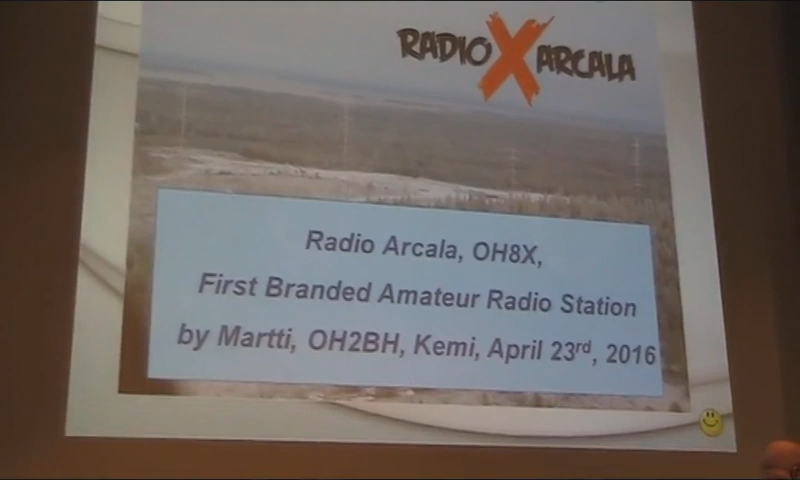 RADIO X ARCALA
Radio Arcala, OH8X,
First Branded Amateur Radio Station
by Martti, OH2BH, Kemi, April 23rd, 2016